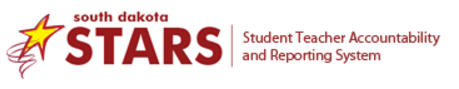 south dakota
STARS
Student Teacher Accountability
and Reporting System